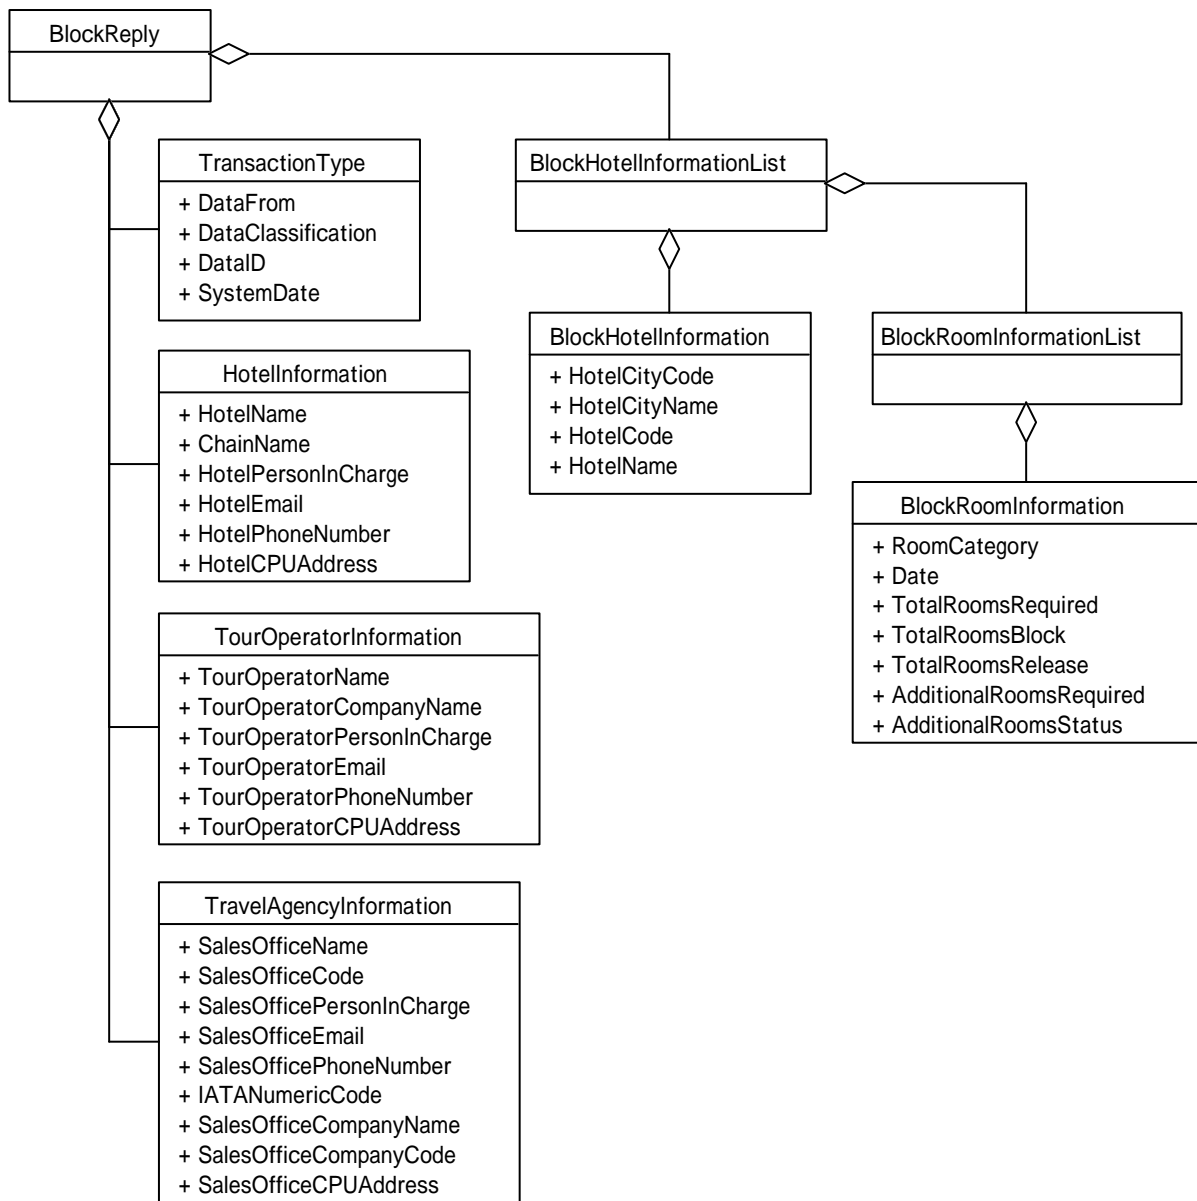 BlockReply
TransactionType
+ DataFrom
+ DataClassification
+ DataID
+ SystemDate
HotelInformation
+ HotelName
+ ChainName
+ HotelPersonInCharge
+ HotelEmail
+ HotelPhoneNumber
+ HotelCPUAddress
TourOperatorInformation
+ TourOperatorName
+ TourOperatorCompanyName
+ TourOperatorPersonInCharge
+ TourOperatorEmail
+ TourOperatorPhoneNumber
+ TourOperatorCPUAddress
TravelAgencyInformation
+ SalesOfficeName
+ SalesOfficeCode
+ SalesOfficePersonInCharge
+ SalesOfficeEmail
+ SalesOfficePhoneNumber
+ IATANumericCode
+ SalesOfficeCompanyName
+ SalesOfficeCompanyCode
+ SalesOfficeCPUAddress
BlockHotelInformationList
BlockHotelInformation
+ HotelCityCode
+ HotelCityName
+ HotelCode
+ HotelName
BlockRoomInformationList
BlockRoomInformation
+ RoomCategory
+ Date
+ TotalRoomsRequired
+ TotalRoomsBlock
+ TotalRoomsRelease
+ AdditionalRoomsRequired
+ AdditionalRoomsStatus